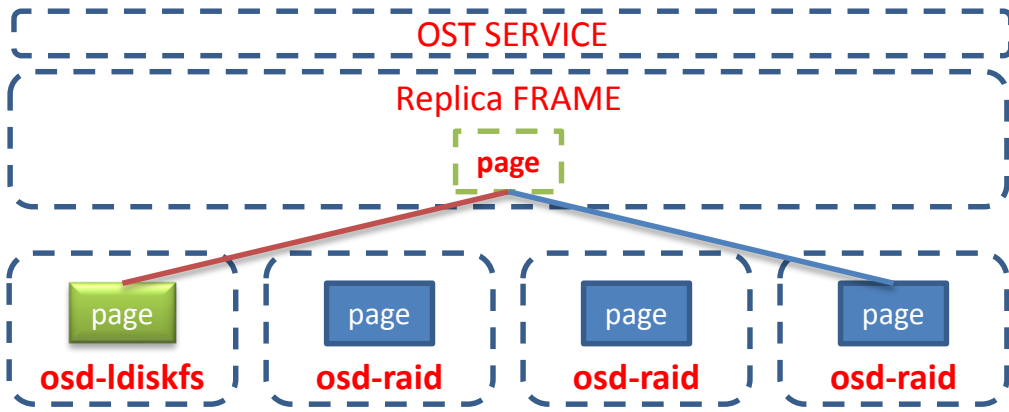 OST SERVICE
Replica FRAME
page
page
page
page
page
osd-ldiskfs
osd-raid
osd-raid
osd-raid